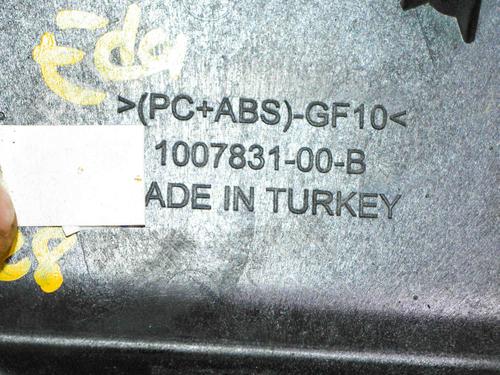 >(PC+ABS)-GF10<
1007831-00-B
ADE IN TURKEY